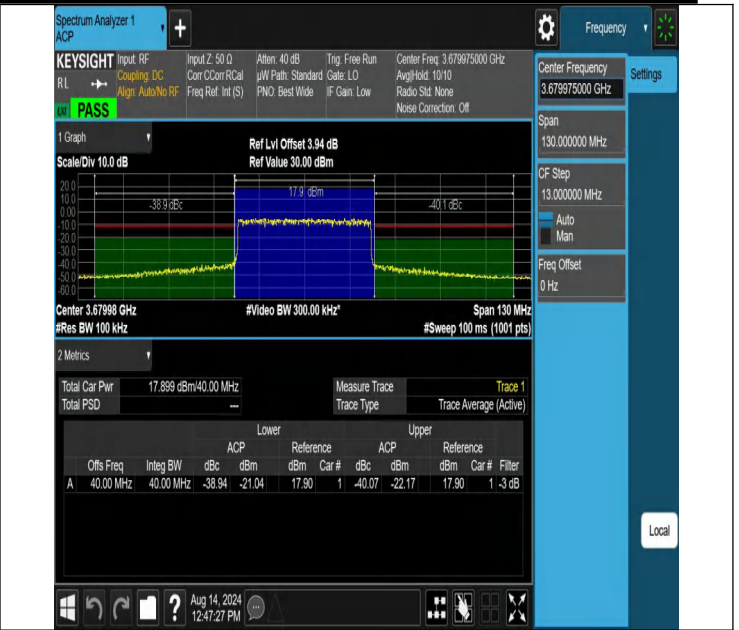 Spectrum Analyzer 1
ACP
Frequency
KEYSIGHT
RL
PASS
Input: RF
Coupling: DC
Align: Auto/No RF
Input Z: 50 Ω
Corr CCorr RCal
Freq Ref: Int (S)
Atten: 40 dB
µW Path: Standard
PNO: Best Wide
Trig: Free Run
Gate: LO
IF Gain: Low
Center Freq: 3.679975000 GHz
Avg|Hold: 10/10
Radio Std: None
Noise Correction: Off
Center Frequency
3.679975000 GHz
Settings
Span
130.000000 MHz
CF Step
13.000000 MHz
Auto
Man
Freq Offset
0 Hz
1 Graph
Scale/Div 10.0 dB
Ref Lvl Offset 3.94 dB
Ref Value 30.00 dBm
20.0
10.0
0.00
-10.0
-20.0
-30.0
-40.0
-50.0
-60.0
-38.9 dBc
17.9 dBm
-40.1 dBc
Center 3.67998 GHz
#Video BW 300.00 kHz*
Span 130 MHz
#Res BW 100 kHz
#Sweep 100 ms (1001 pts)
2 Metrics
Total Car Pwr 17.899 dBm/40.00 MHz
Total PSD ---
Measure Trace Trace 1
Trace Type Trace Average (Active)
Lower Upper
ACP Reference ACP Reference
Offs Freq Integ BW dBc dBm dBm Car # dBc dBm dBm Car # Filter
A 40.00 MHz 40.00 MHz -38.94 -21.04 17.90 1 -40.07 -22.17 17.90 1 -3 dB
Local
Aug 14, 2024
12:47:27 PM